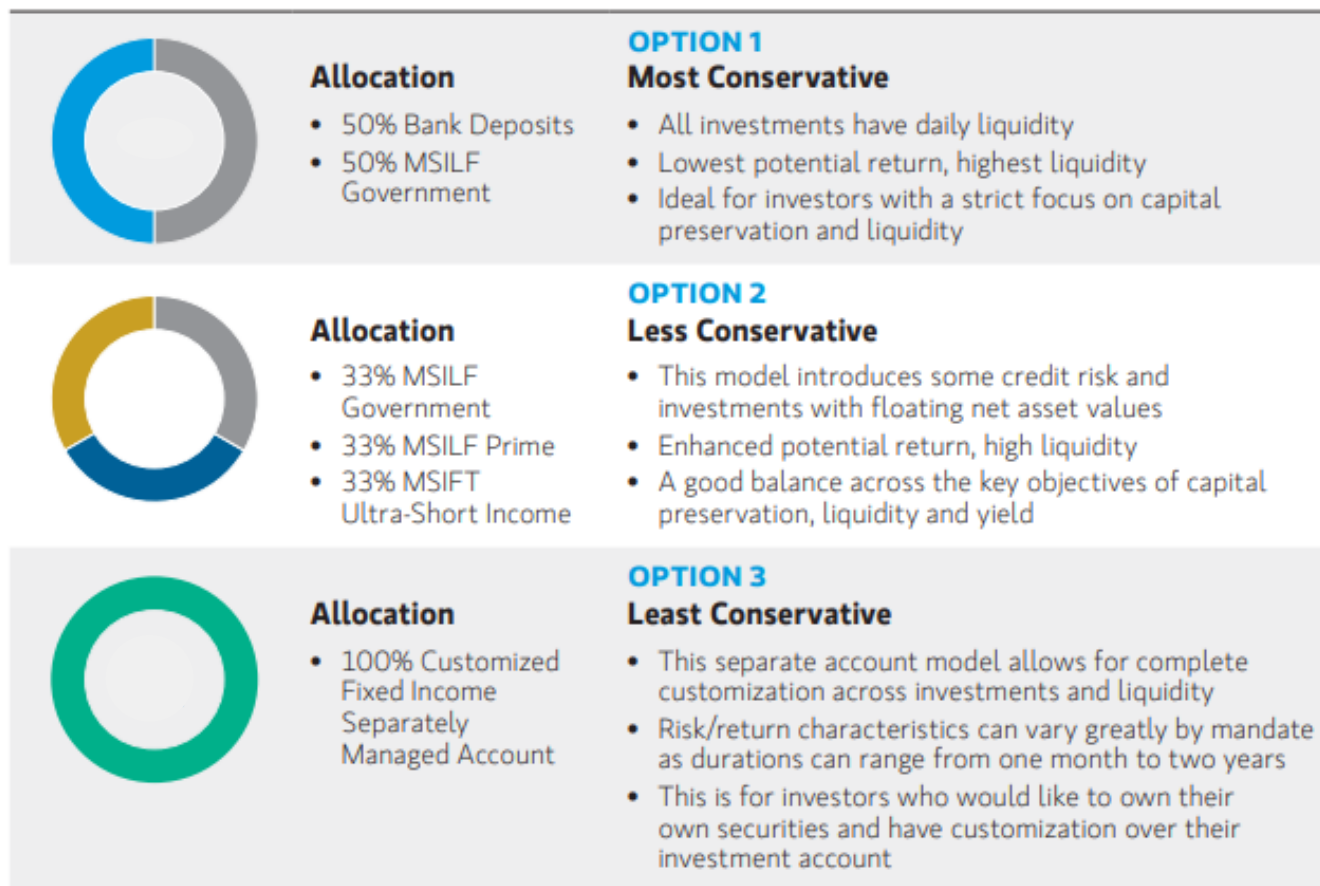 OPTION 1
Allocation
• 50% Bank Deposits
• 50% MSILF
Government
Most Conservative
• All investments have daily liquidity
• Lowest potential return, highest liquidity
• Ideal for investors with a strict focus on capital
preservation and liquidity
OPTION 2
Allocation
• 33% MSILF
Government
• 33% MSILF Prime
• 33% MSIFT
Ultra-Short Income
Less Conservative
• This model introduces some credit risk and
investments with floating net asset values
• Enhanced potential return, high liquidity
• A good balance across the key objectives of capital
preservation, liquidity and yield
OPTION 3
Allocation
• 100% Customized
Fixed Income
Separately
Managed Account
Least Conservative
• This separate account model allows for complete
customization across investments and liquidity
• Risk/return characteristics can vary greatly by mandate
as durations can range from one month to two years
• This is for investors who would like to own their
own securities and have customization over their
investment account